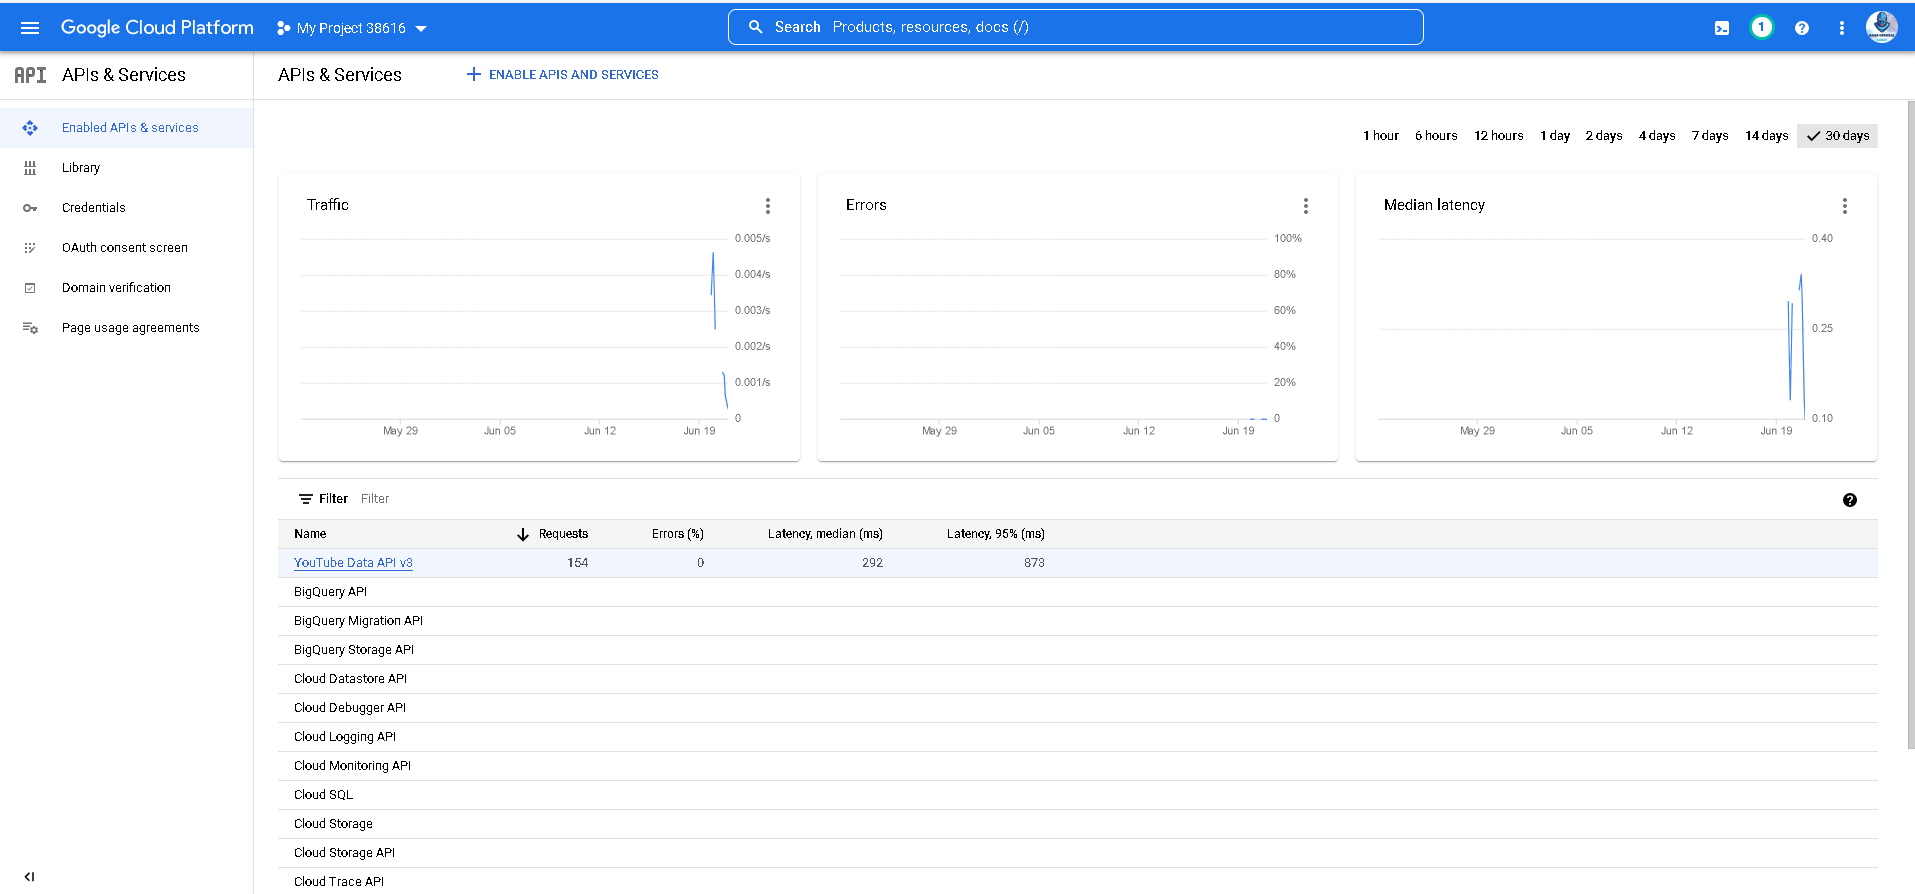 Google Cloud Platform
My Project 38616
Search Products, resources, docs (/)
1
API APIs & Services
APIs & Services
ENABLE APIS AND SERVICES
Enabled APIs & services
Library
Credentials
OAuth consent screen
Domain verification
Page usage agreements
1 hour 6 hours 12 hours 1 day 2 days 4 days 7 days 14 days 30 days
Traffic
0.005/s
0.004/s
0.003/s
0.002/s
0.001/s
0
May 29 Jun 05 Jun 12 Jun 19
Errors
100%
80%
60%
40%
20%
0
May 29 Jun 05 Jun 12 Jun 19
Median latency
0.40
0.25
0.10
May 29 Jun 05 Jun 12 Jun 19
Filter Filter
Name Requests Errors (%) Latency, median (ms) Latency, 95% (ms)
YouTube Data API v3 154 0 292 873
BigQuery API
BigQuery Migration API
BigQuery Storage API
Cloud Datastore API
Cloud Debugger API
Cloud Logging API
Cloud Monitoring API
Cloud SQL
Cloud Storage
Cloud Storage API
Cloud Trace API